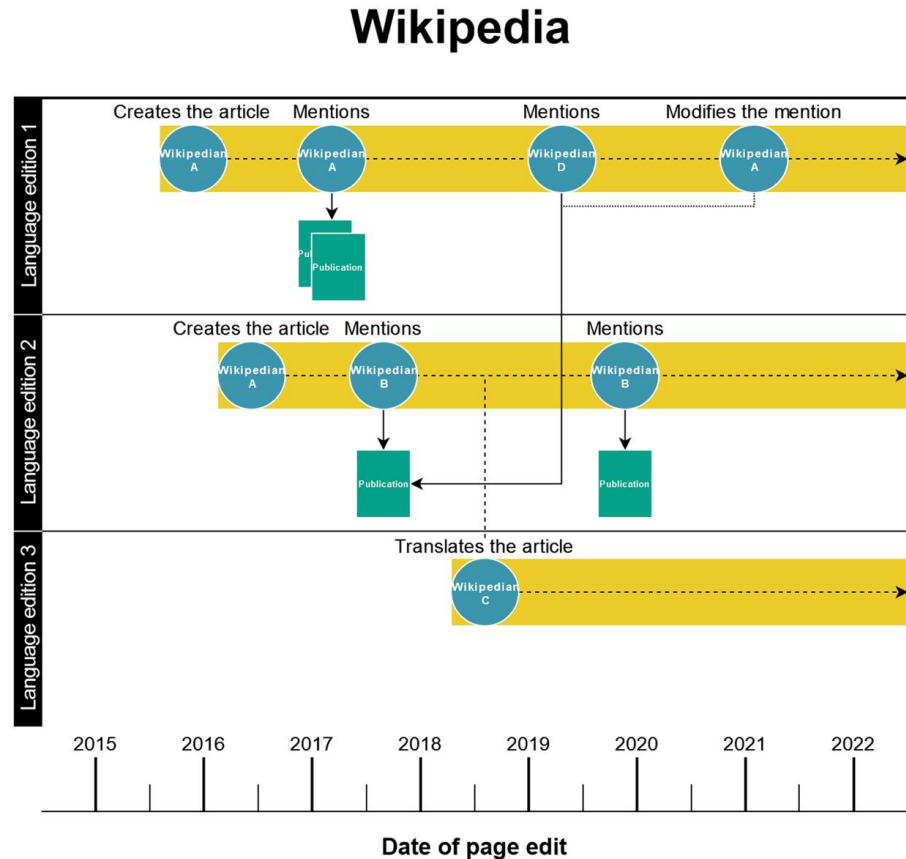 Wikipedia
Language edition 1
Creates the article
Mentions
Mentions
Modifies the mention
Wikipedian
A
Wikipedian
A
Wikipedian
D
Wikipedian
A
Publication
Language edition 2
Creates the article
Mentions
Mentions
Wikipedian
A
Wikipedian
B
Wikipedian
B
Publication
Publication
Language edition 3
Translates the article
Wikipedian
C
2015
2016
2017
2018
2019
2020
2021
2022
Date of page edit